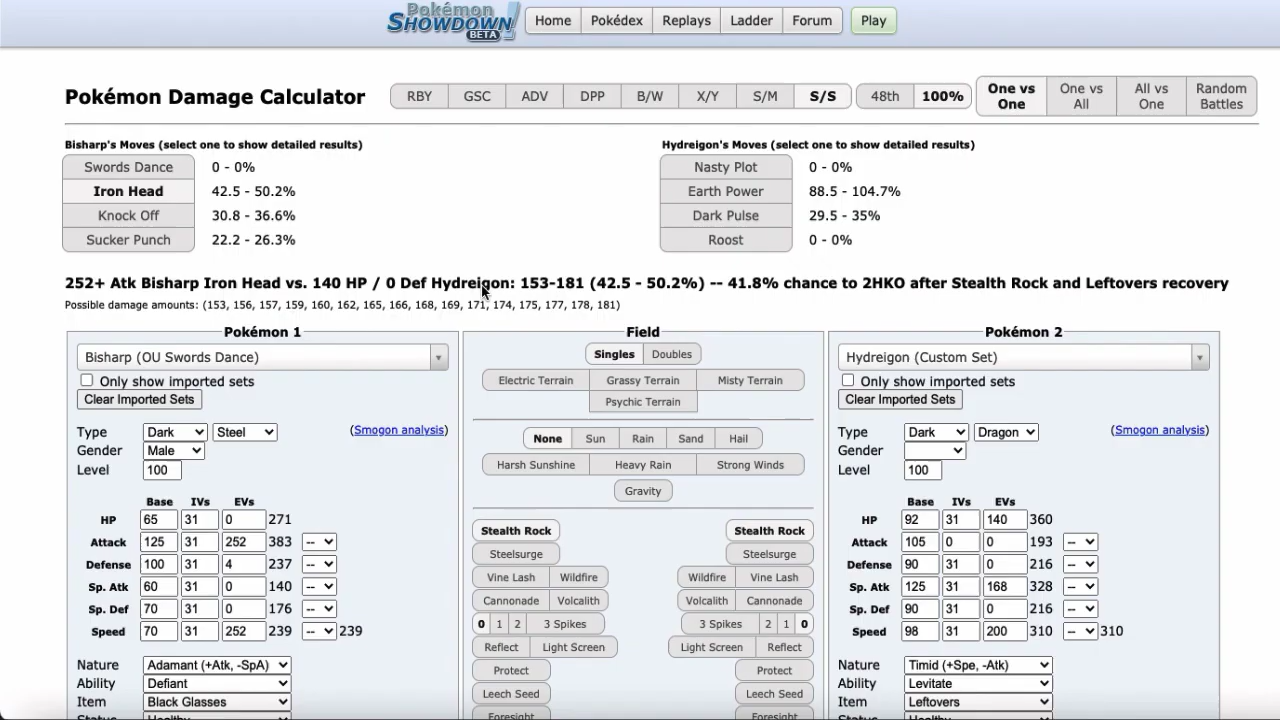 Pokémon
SHOWDOWN!
BETA
Home Pokédex Replays Ladder Forum Play
Pokémon Damage Calculator RBY GSC ADV DPP B/W X/Y S/M S/S 48th 100% One vs One One vs All All vs One Random Battles
Bisharp's Moves (select one to show detailed results) Hydreigon's Moves (select one to show detailed results)
Swords Dance 0 - 0% Nasty Plot 0 - 0%
Iron Head 42.5 - 50.2% Earth Power 88.5 - 104.7%
Knock Off 30.8 - 36.6% Dark Pulse 29.5 - 35%
Sucker Punch 22.2 - 26.3% Roost 0 - 0%
252+ Atk Bisharp Iron Head vs. 140 HP / 0 Def Hydreigon: 153-181 (42.5 - 50.2%) -- 41.8% chance to 2HKO after Stealth Rock and Leftovers recovery
Possible damage amounts: (153, 156, 157, 159, 160, 162, 165, 166, 168, 169, 171, 174, 175, 177, 178, 181)
Pokémon 1 Field Pokémon 2
Bisharp (OU Swords Dance) Singles Doubles Hydreigon (Custom Set)
Only show imported sets Electric Terrain Grassy Terrain Misty Terrain Only show imported sets
Clear Imported Sets Psychic Terrain Clear Imported Sets
Type Dark Steel (Smogon analysis) None Sun Rain Sand Hail Type Dark Dragon (Smogon analysis)
Gender Male Gender
Level 100 Harsh Sunshine Heavy Rain Strong Winds Level 100
Gravity
Base IVs EVs Base IVs EVs
HP 65 31 0 271 Stealth Rock Stealth Rock HP 92 31 140 360
Attack 125 31 252 383 -- Steelsurge Steelsurge Attack 105 0 0 193 --
Defense 100 31 4 237 -- Vine Lash Wildfire Wildfire Vine Lash Defense 90 31 0 216 --
Sp. Atk 60 31 0 140 -- Cannonade Volcalith Volcalith Cannonade Sp. Atk 125 31 168 328 --
Sp. Def 70 31 0 176 -- 0 1 2 3 Spikes 3 Spikes 2 1 0 Sp. Def 90 31 0 216 --
Speed 70 31 252 239 -- 239 Reflect Light Screen Light Screen Reflect Speed 98 31 200 310 -- 310
Nature Adamant (+Atk, -SpA) Protect Protect Nature Timid (+Spe, -Atk)
Ability Defiant Leech Seed Leech Seed Ability Levitate
Item Black Glasses Foresight Foresight Item Leftovers
Status Healthy Status Healthy